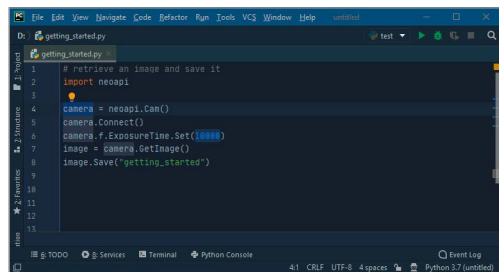 File Edit View Navigate Code Refactor Run Tools VCS Window Help untitled
D: getting_started.py test
getting_started.py
1: Project
1 # retrieve an image and save it
2 import neoapi
3
4 camera = neoapi.Cam()
5 camera.Connect()
6 camera.f.ExposureTime.Set(10000)
7 image = camera.GetImage()
8 image.Save("getting_started")
9
10
11
12
13
Z: Structure
2: Favorites
6: TODO 8: Services Terminal Python Console Event Log
4:1 CRLF UTF-8 4 spaces Python 3.7 (untitled)